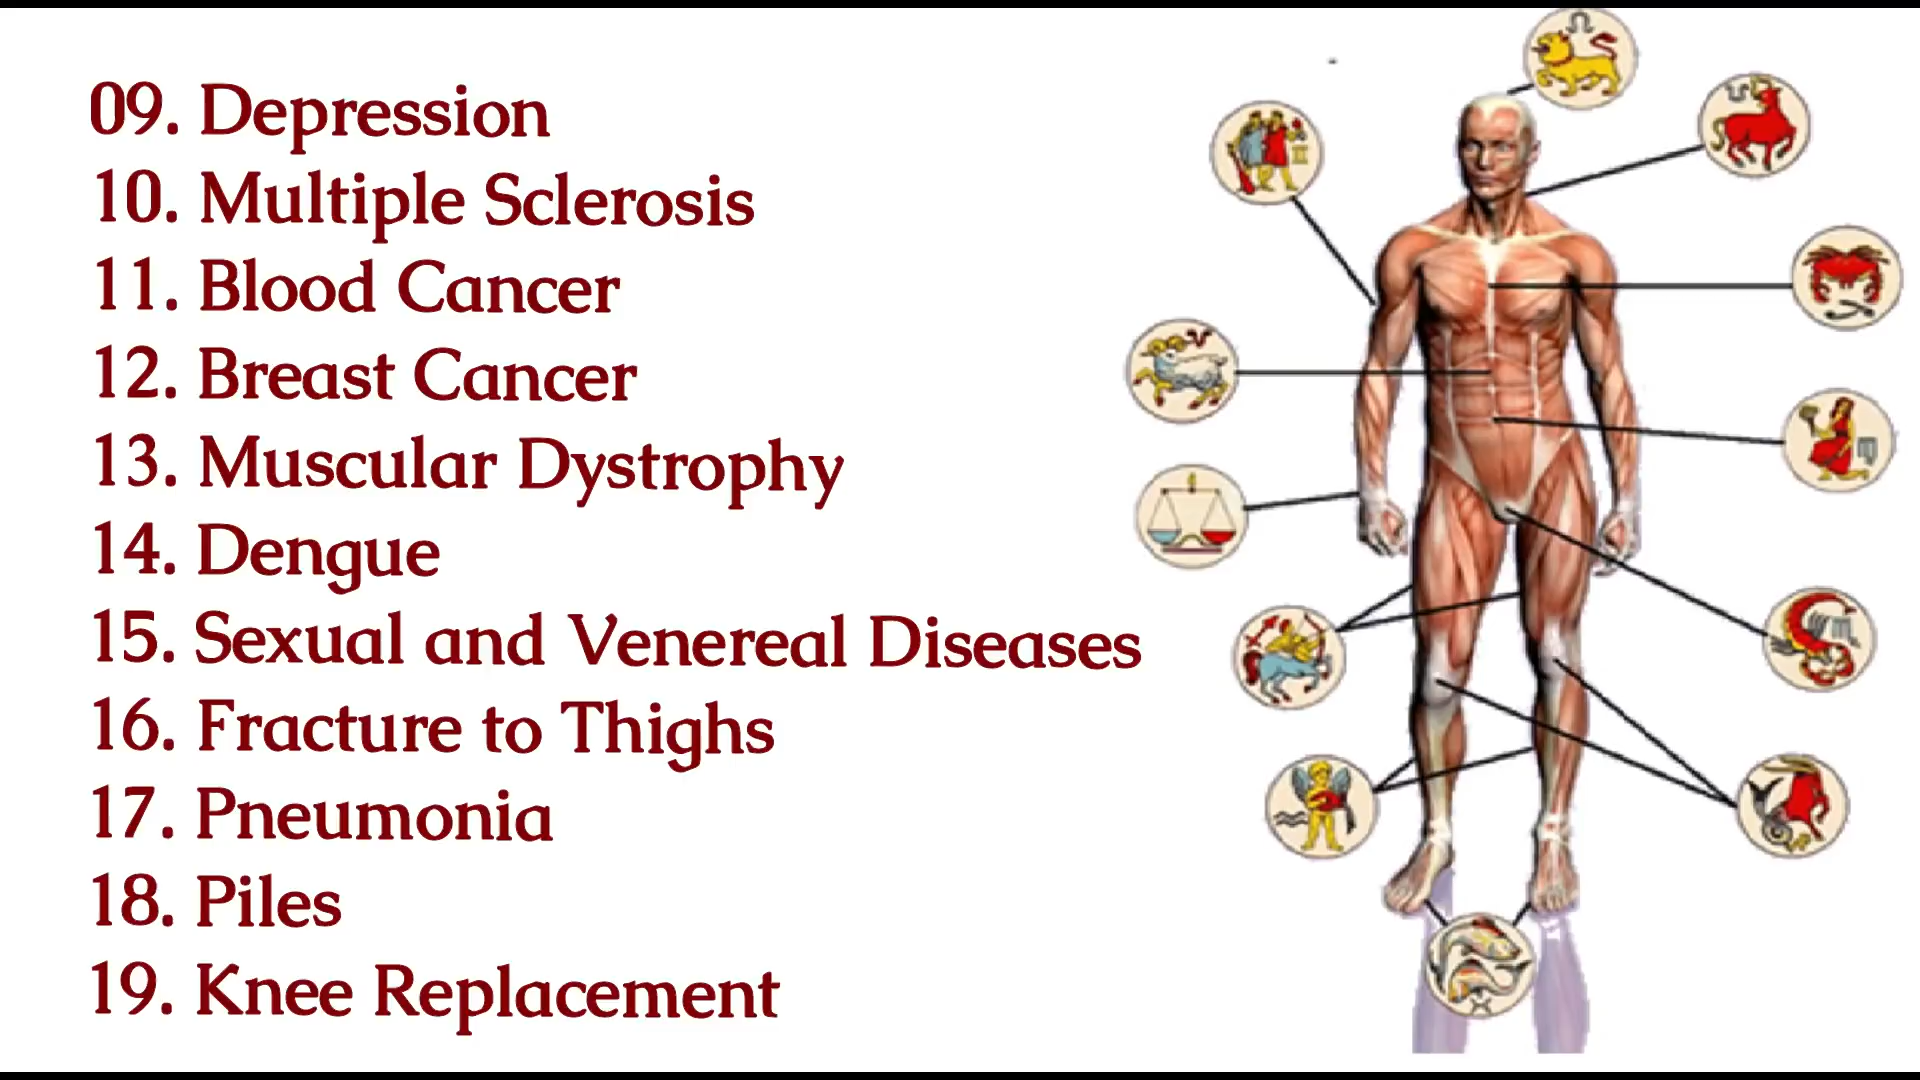 09. Depression
10. Multiple Sclerosis
11. Blood Cancer
12. Breast Cancer
13. Muscular Dystrophy
14. Dengue
15. Sexual and Venereal Diseases
16. Fracture to Thighs
17. Pneumonia
18. Piles
19. Knee Replacement